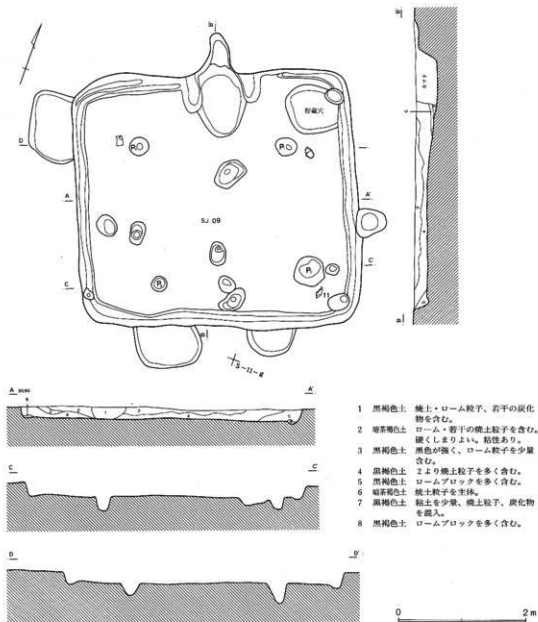 B
カマド
貯蔵穴
D
P
P
A
SJ 09
A'
C
C'
P
P
11
B
S-11-R
A
A'
C
C'
D
D'
1 黒褐色土 焼土・ローム粒子、若干の炭化
物を含む。
2 暗茶褐色土 ローム・若干の焼土粒子を含む。
硬くしまりよい。粘性あり。
3 黒褐色土 黒色が強く、ローム粒子を少量
含む。
4 黒褐色土 2より焼土粒子を多く含む。
5 黒褐色土 ロームブロックを多く含む。
6 暗茶褐色土 焼土粒子を主体。
7 黒褐色土 粘土を少量、焼土粒子、炭化物
を混入。
8 黒褐色土 ロームブロックを多く含む。
0 2m